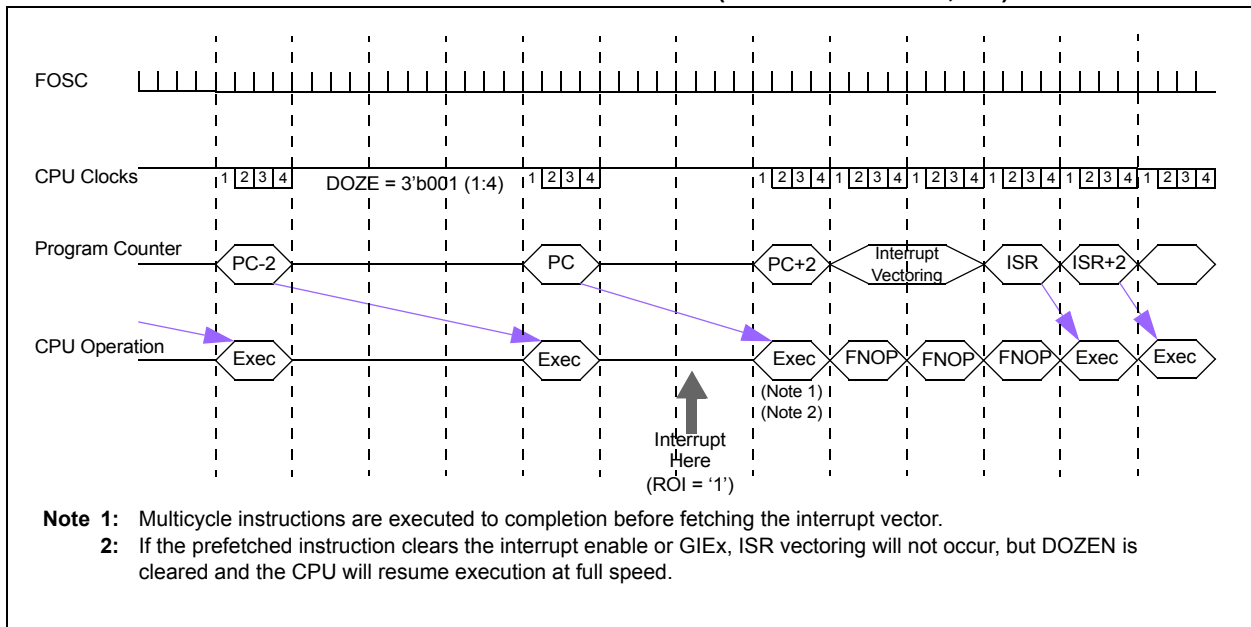 FOSC
CPU Clocks
1 2 3 4
DOZE = 3'b001 (1:4)
1 2 3 4
1 2 3 4 1 2 3 4 1 2 3 4 1 2 3 4 1 2 3 4 1 2 3 4
Program Counter
PC-2
PC
PC+2
Interrupt
Vectoring
ISR
ISR+2
CPU Operation
Exec
Exec
Exec
FNOP
FNOP
FNOP
Exec
Exec
(Note 1)
(Note 2)
Interrupt
Here
(ROI = ‘1’)
Note 1: Multicycle instructions are executed to completion before fetching the interrupt vector.
2: If the prefetched instruction clears the interrupt enable or GIEx, ISR vectoring will not occur, but DOZEN is
cleared and the CPU will resume execution at full speed.